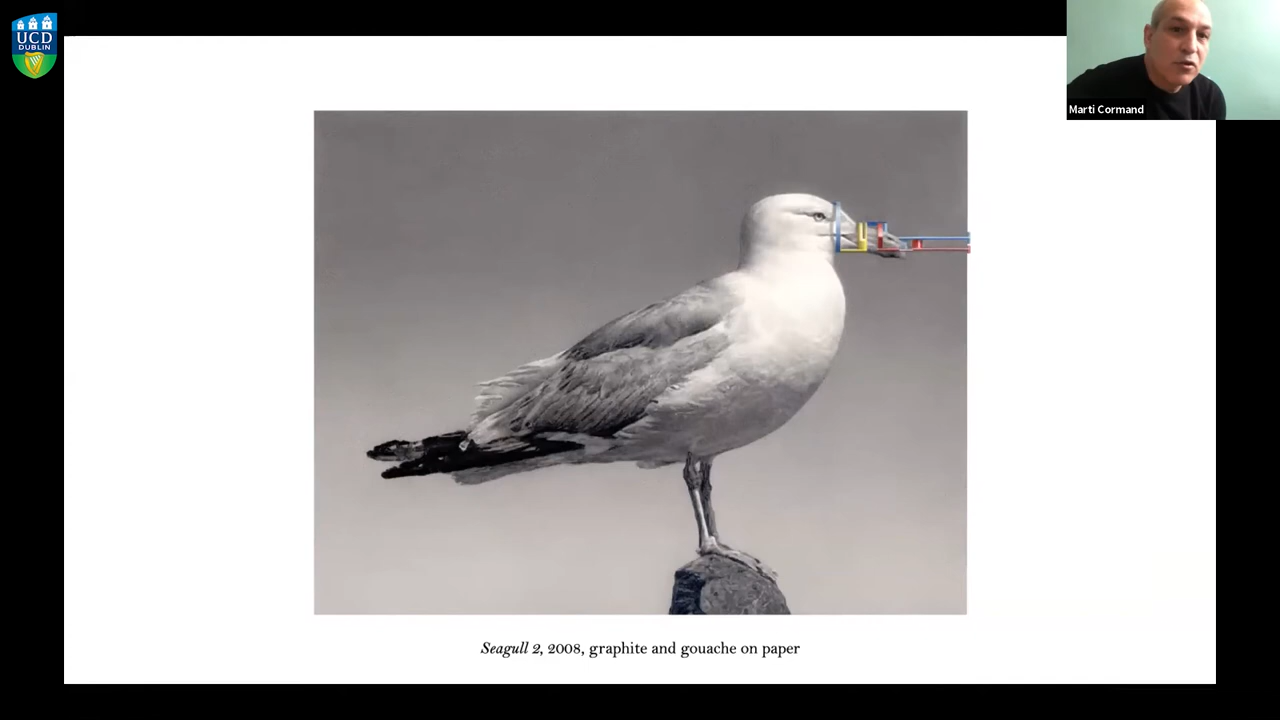 UCD
DUBLIN
Marti Cormand
Seagull 2, 2008, graphite and gouache on paper